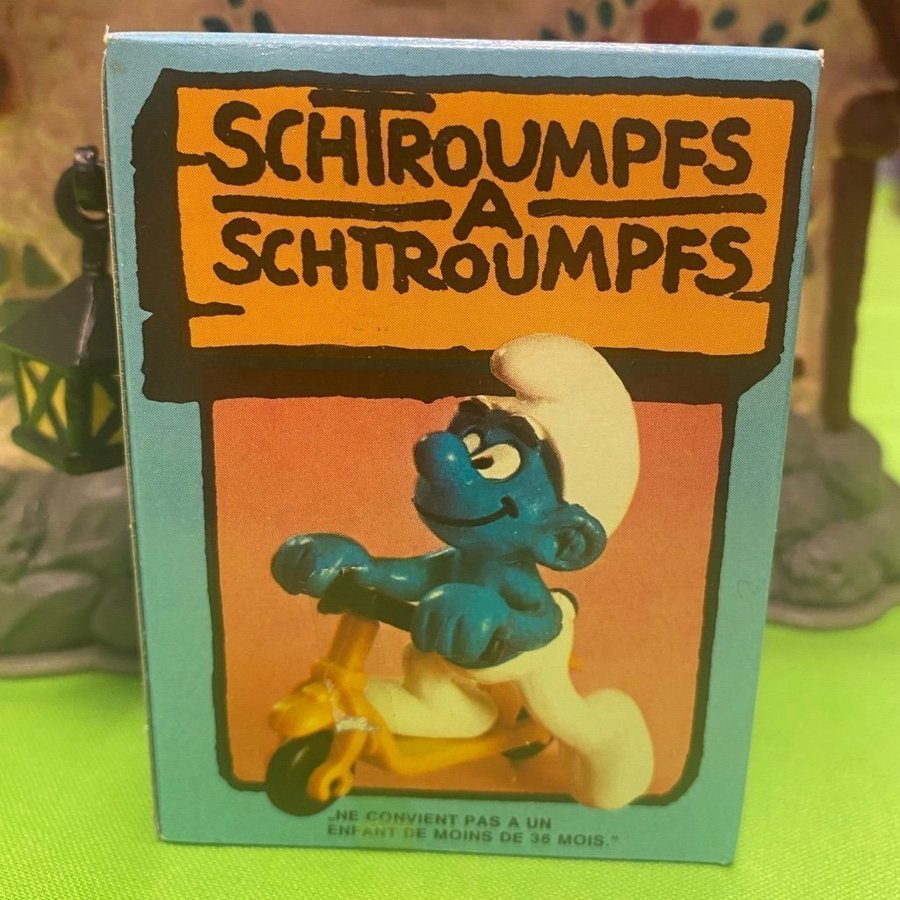 SCHTROUMPFS
A
SCHTROUMPFS
„NE CONVIENT PAS A UN
ENFANT DE MOINS DE 36 MOIS."